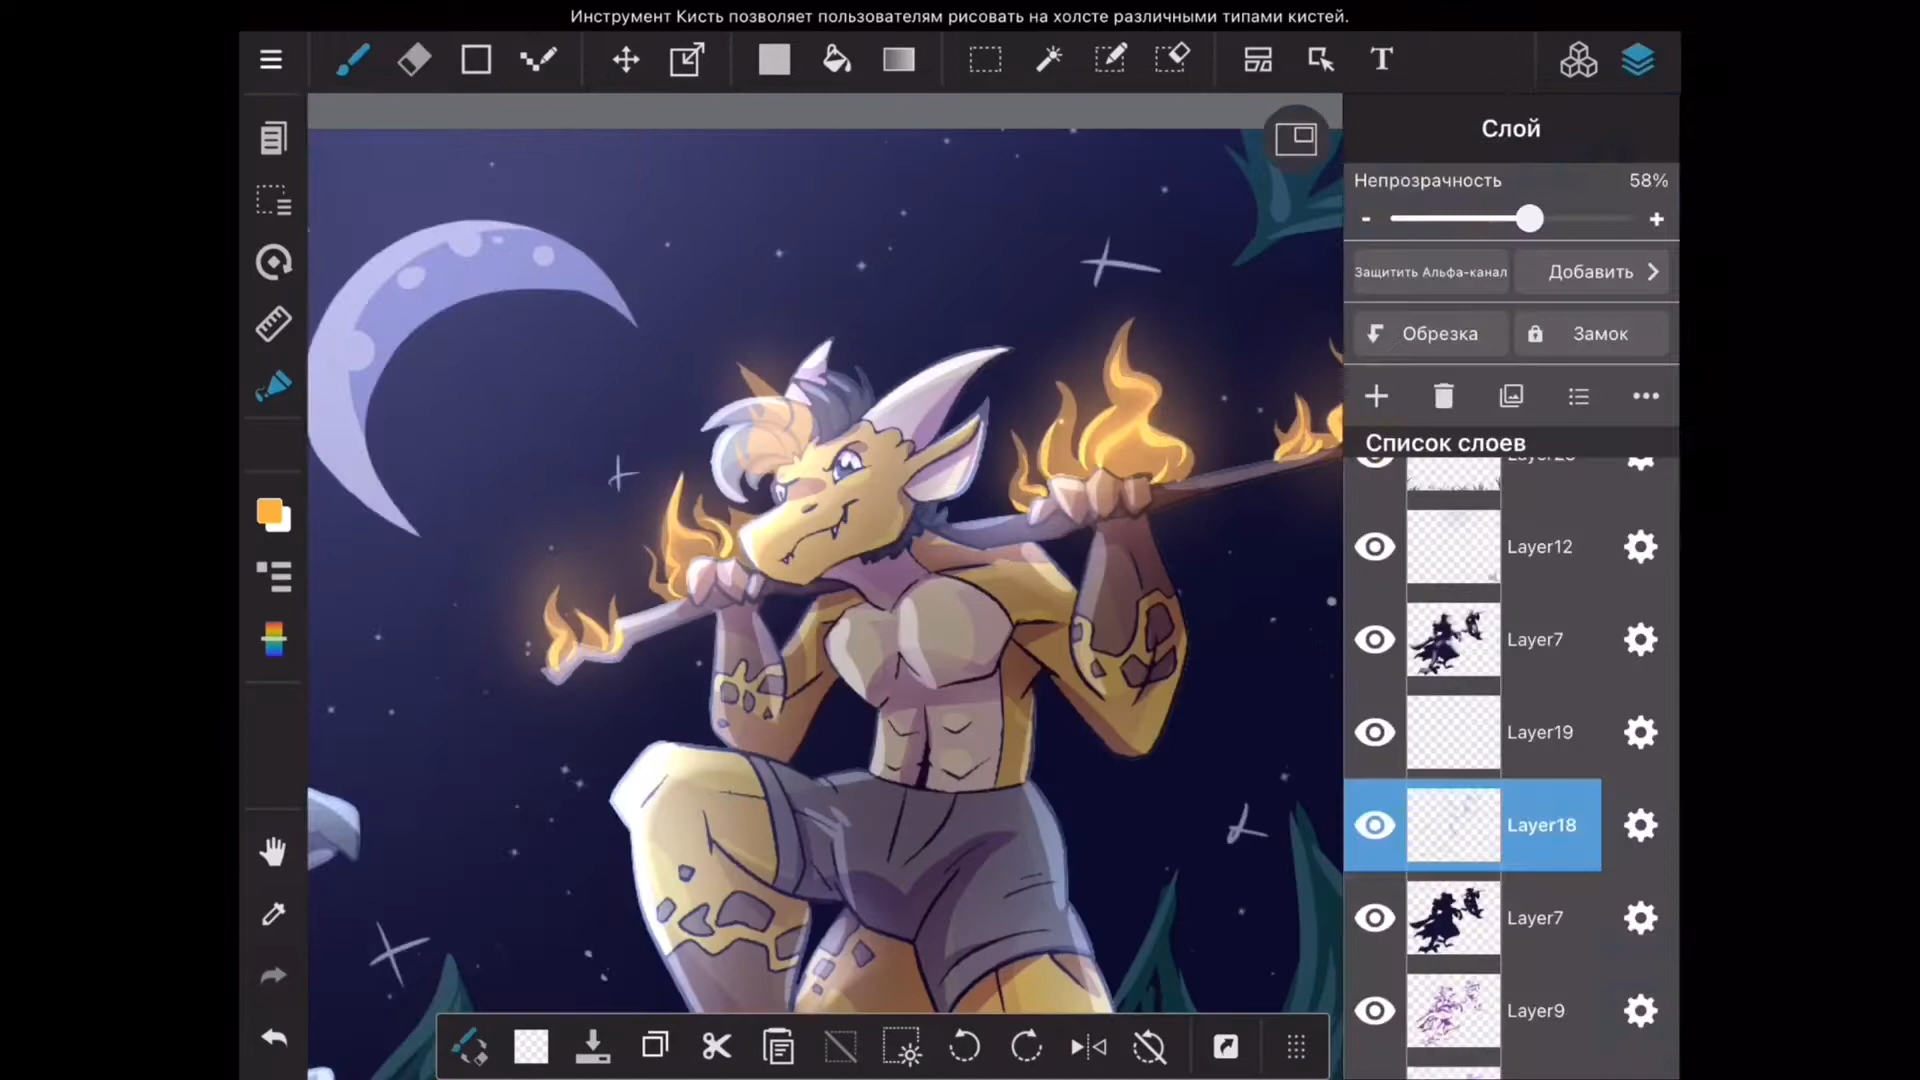 Инструмент Кисть позволяет пользователям рисовать на холсте различными типами кистей.
T
Слой
Непрозрачность 58%
- +
Защитить Альфа-канал Добавить
Обрезка Замок
Список слоев
Layer12
Layer7
Layer19
Layer18
Layer7
Layer9